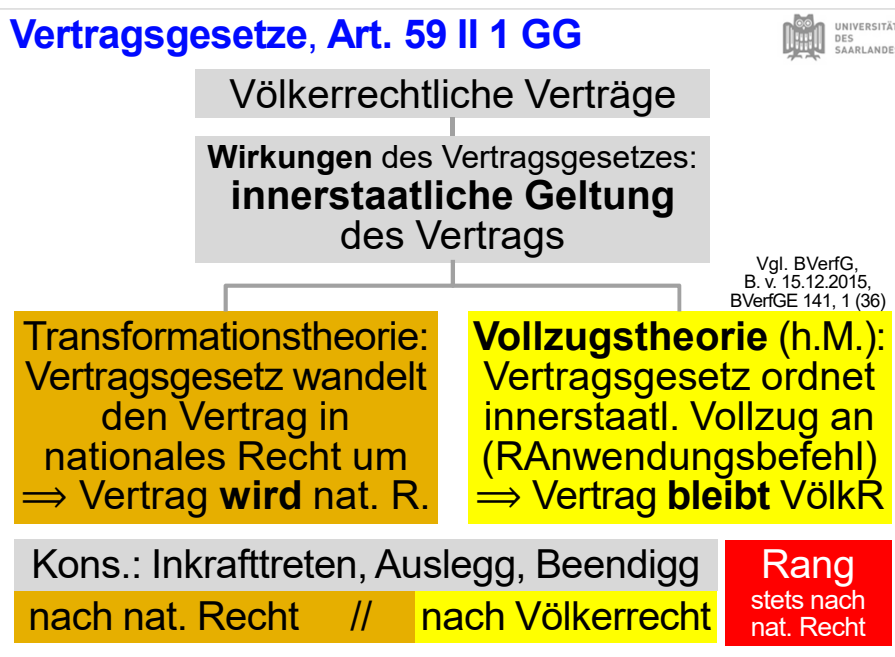 Vertragsgesetze, Art. 59 II 1 GG
UNIVERSITÄT
DES
SAARLANDE
Völkerrechtliche Verträge
Wirkungen des Vertragsgesetzes:
innerstaatliche Geltung
des Vertrags
Vgl. BVerfG,
B. v. 15.12.2015,
BVerfGE 141, 1 (36)
Transformationstheorie:
Vertragsgesetz wandelt
den Vertrag in
nationales Recht um
⟹ Vertrag wird nat. R.
Vollzugstheorie (h.M.):
Vertragsgesetz ordnet
innerstaatl. Vollzug an
(RAnwendungsbefehl)
⟹ Vertrag bleibt VölkR
Kons.: Inkrafttreten, Auslegg, Beendigg
nach nat. Recht // nach Völkerrecht
Rang
stets nach
nat. Recht